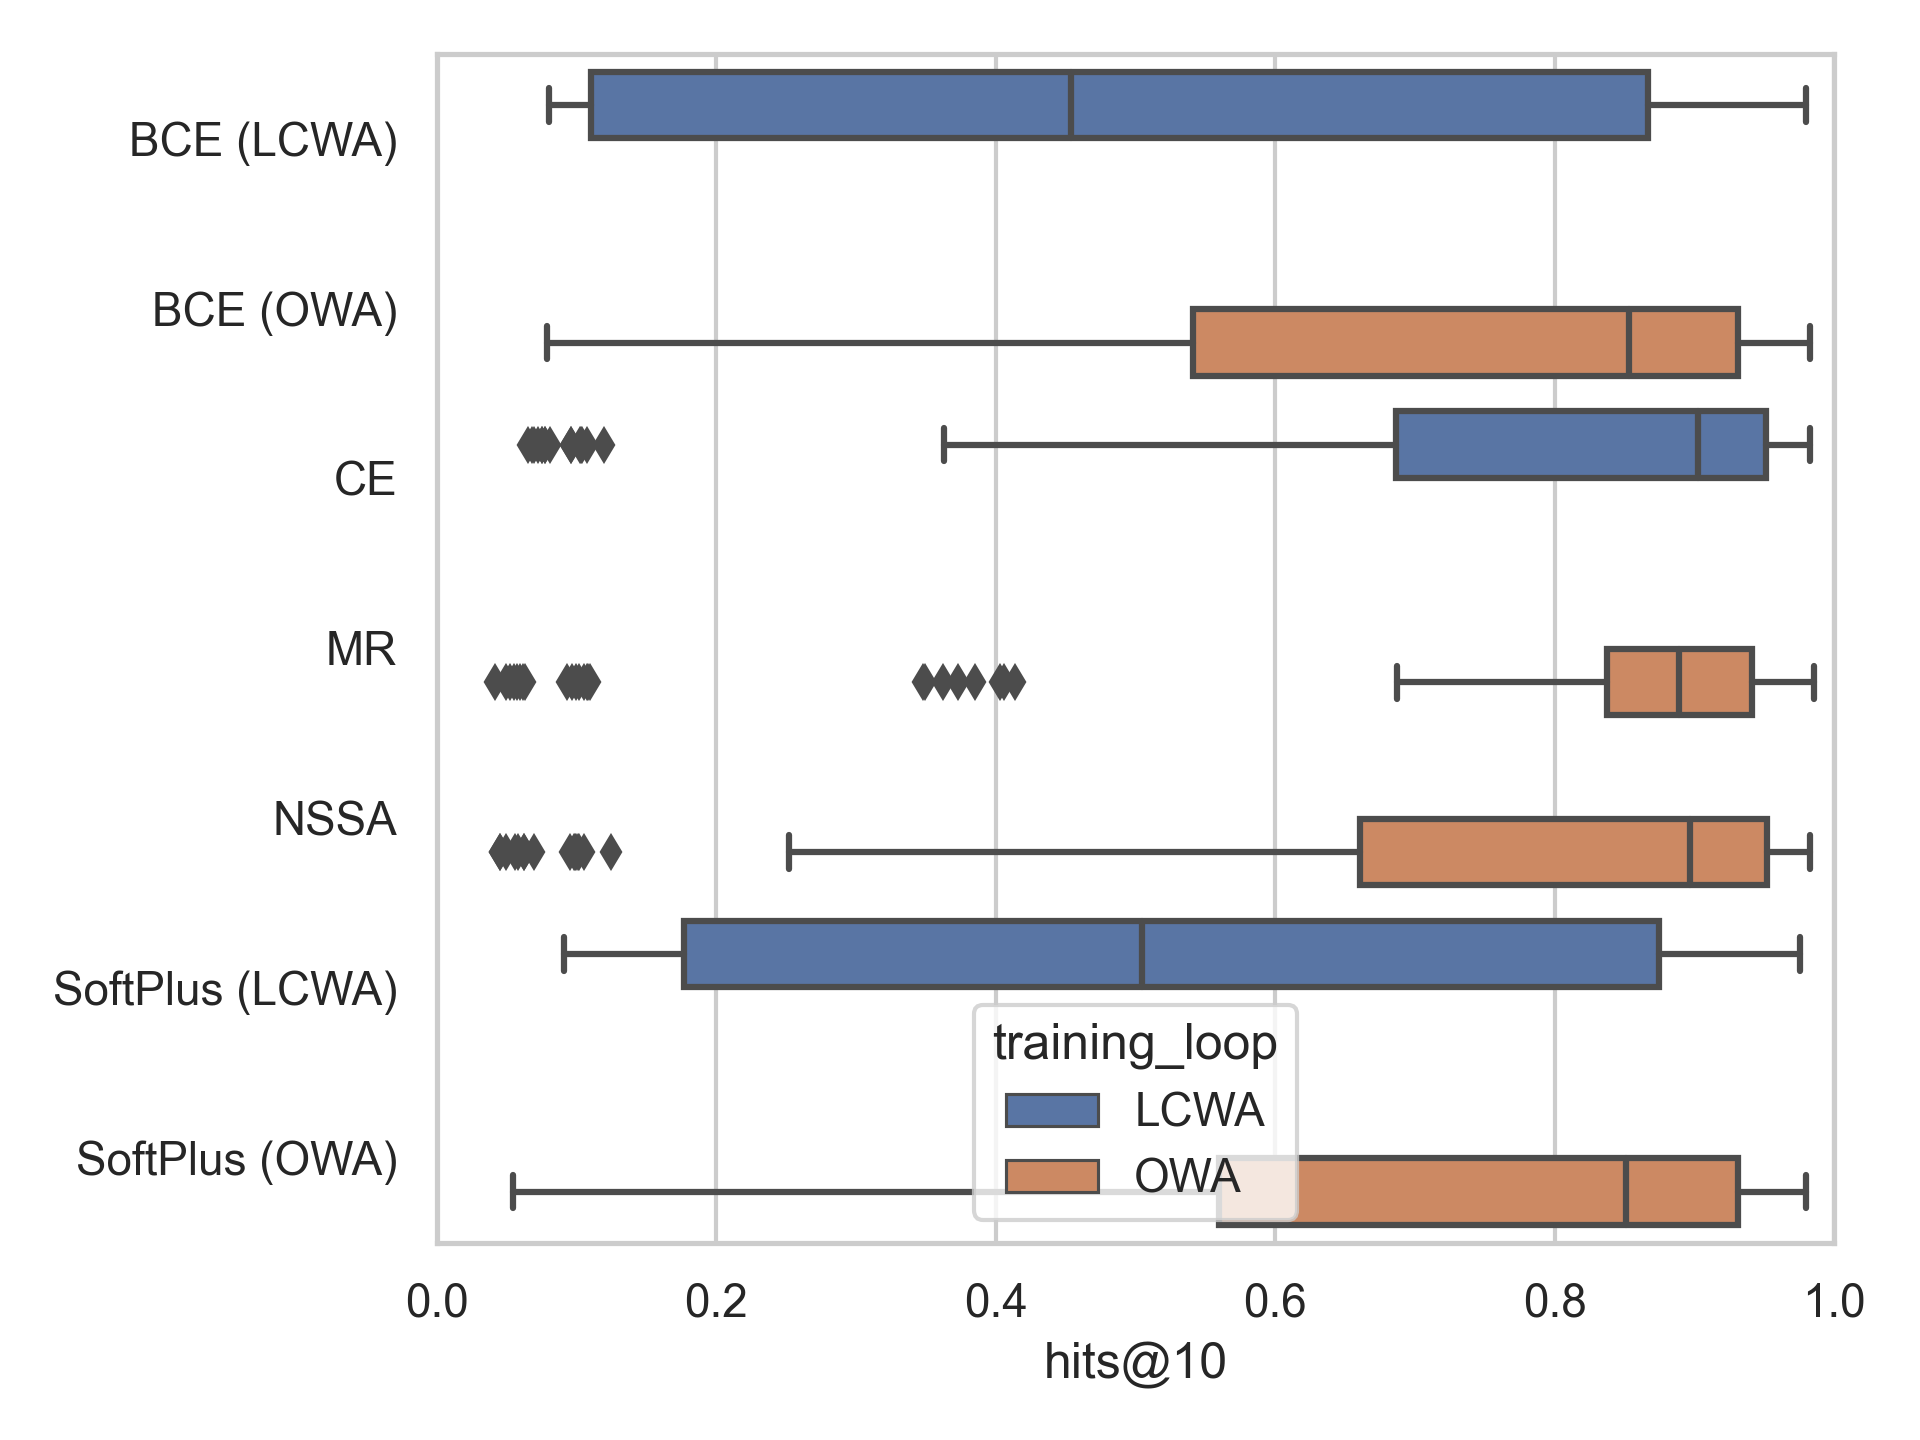 BCE (LCWA)
BCE (OWA)
CE
MR
NSSA
SoftPlus (LCWA)
SoftPlus (OWA)
training_loop
LCWA
OWA
0.0 0.2 0.4 0.6 0.8 1.0
hits@10